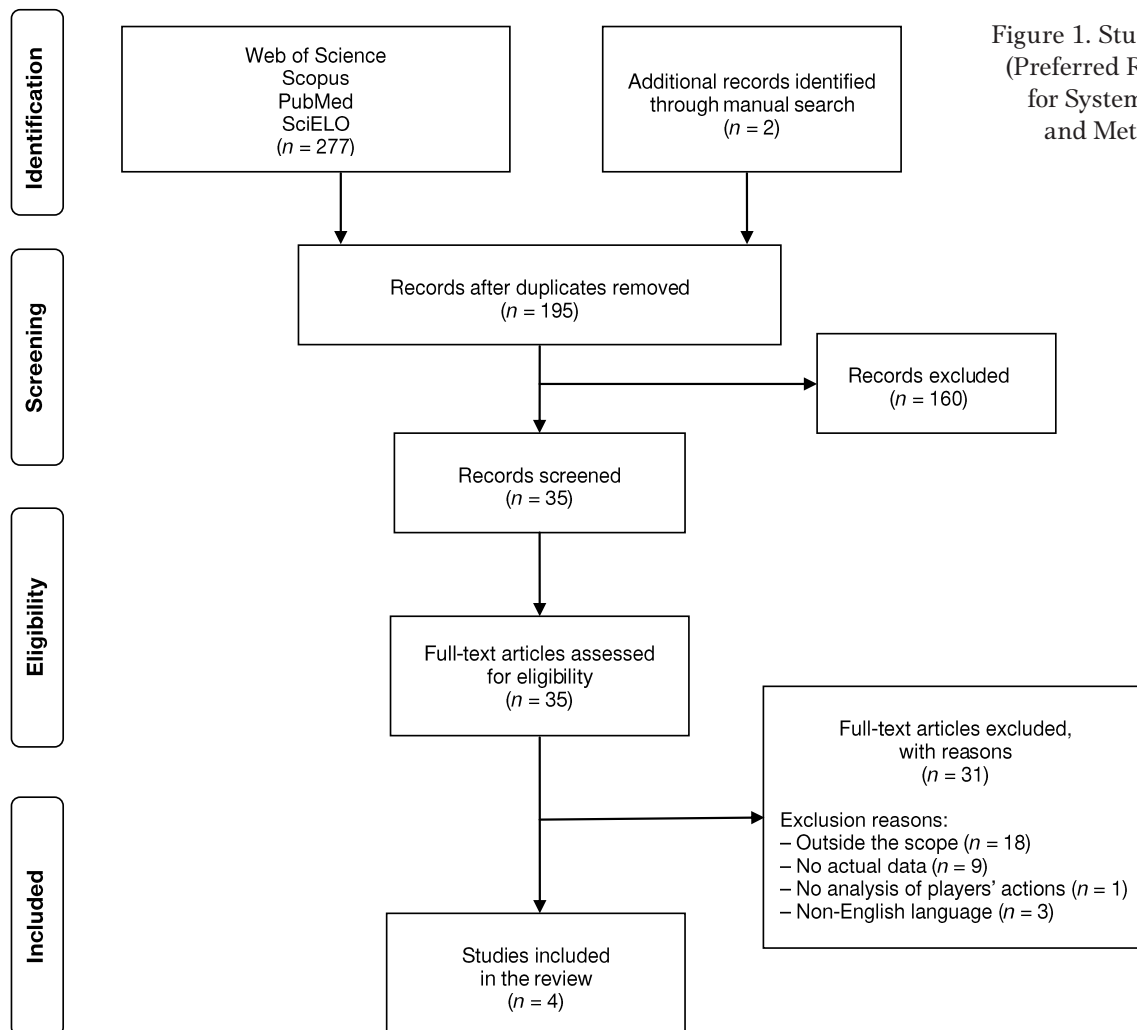 Identification
Web of Science
Scopus
PubMed
SciELO
(n = 277)
Additional records identified
through manual search
(n = 2)
Figure 1. Stu
(Preferred R
for System
and Met
Screening
Records after duplicates removed
(n = 195)
Records excluded
(n = 160)
Records screened
(n = 35)
Eligibility
Full-text articles assessed
for eligibility
(n = 35)
Full-text articles excluded,
with reasons
(n = 31)
Exclusion reasons:
– Outside the scope (n = 18)
– No actual data (n = 9)
– No analysis of players’ actions (n = 1)
– Non-English language (n = 3)
Included
Studies included
in the review
(n = 4)